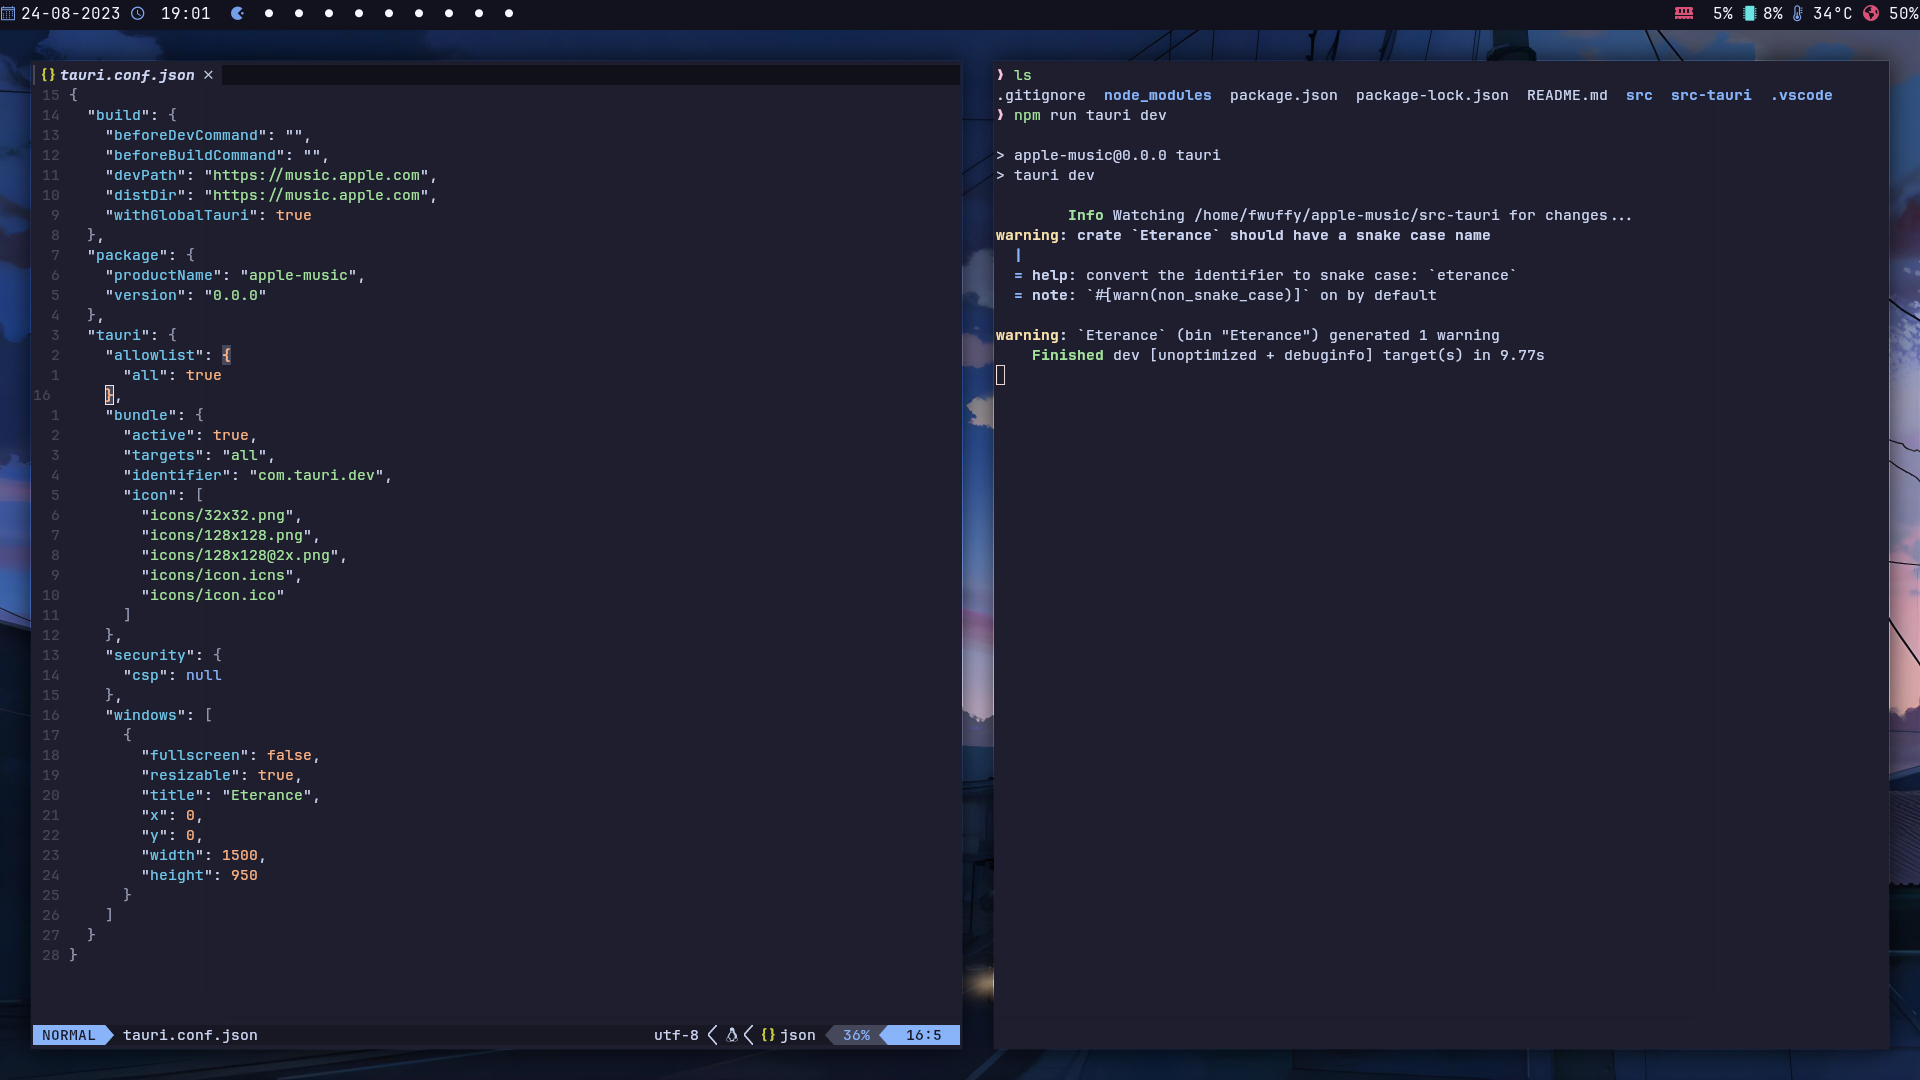 24-08-2023 19:01 5% 8% 34°C 50%
{} tauri.conf.json ×
15 {
14 "build": {
13 "beforeDevCommand": "",
12 "beforeBuildCommand": "",
11 "devPath": "https://music.apple.com",
10 "distDir": "https://music.apple.com",
9 "withGlobalTauri": true
8 },
7 "package": {
6 "productName": "apple-music",
5 "version": "0.0.0"
4 },
3 "tauri": {
2 "allowlist": {
1 "all": true
16 },
1 "bundle": {
2 "active": true,
3 "targets": "all",
4 "identifier": "com.tauri.dev",
5 "icon": [
6 "icons/32x32.png",
7 "icons/128x128.png",
8 "icons/128x128@2x.png",
9 "icons/icon.icns",
10 "icons/icon.ico"
11 ]
12 },
13 "security": {
14 "csp": null
15 },
16 "windows": [
17 {
18 "fullscreen": false,
19 "resizable": true,
20 "title": "Eterance",
21 "x": 0,
22 "y": 0,
23 "width": 1500,
24 "height": 950
25 }
26 ]
27 }
28 }
NORMAL tauri.conf.json utf-8 {} json 36% 16:5
❱ ls
.gitignore node_modules package.json package-lock.json README.md src src-tauri .vscode
❱ npm run tauri dev
> apple-music@0.0.0 tauri
> tauri dev
Info Watching /home/fwuffy/apple-music/src-tauri for changes...
warning: crate `Eterance` should have a snake case name
|
= help: convert the identifier to snake case: `eterance`
= note: `#[warn(non_snake_case)]` on by default
warning: `Eterance` (bin "Eterance") generated 1 warning
Finished dev [unoptimized + debuginfo] target(s) in 9.77s